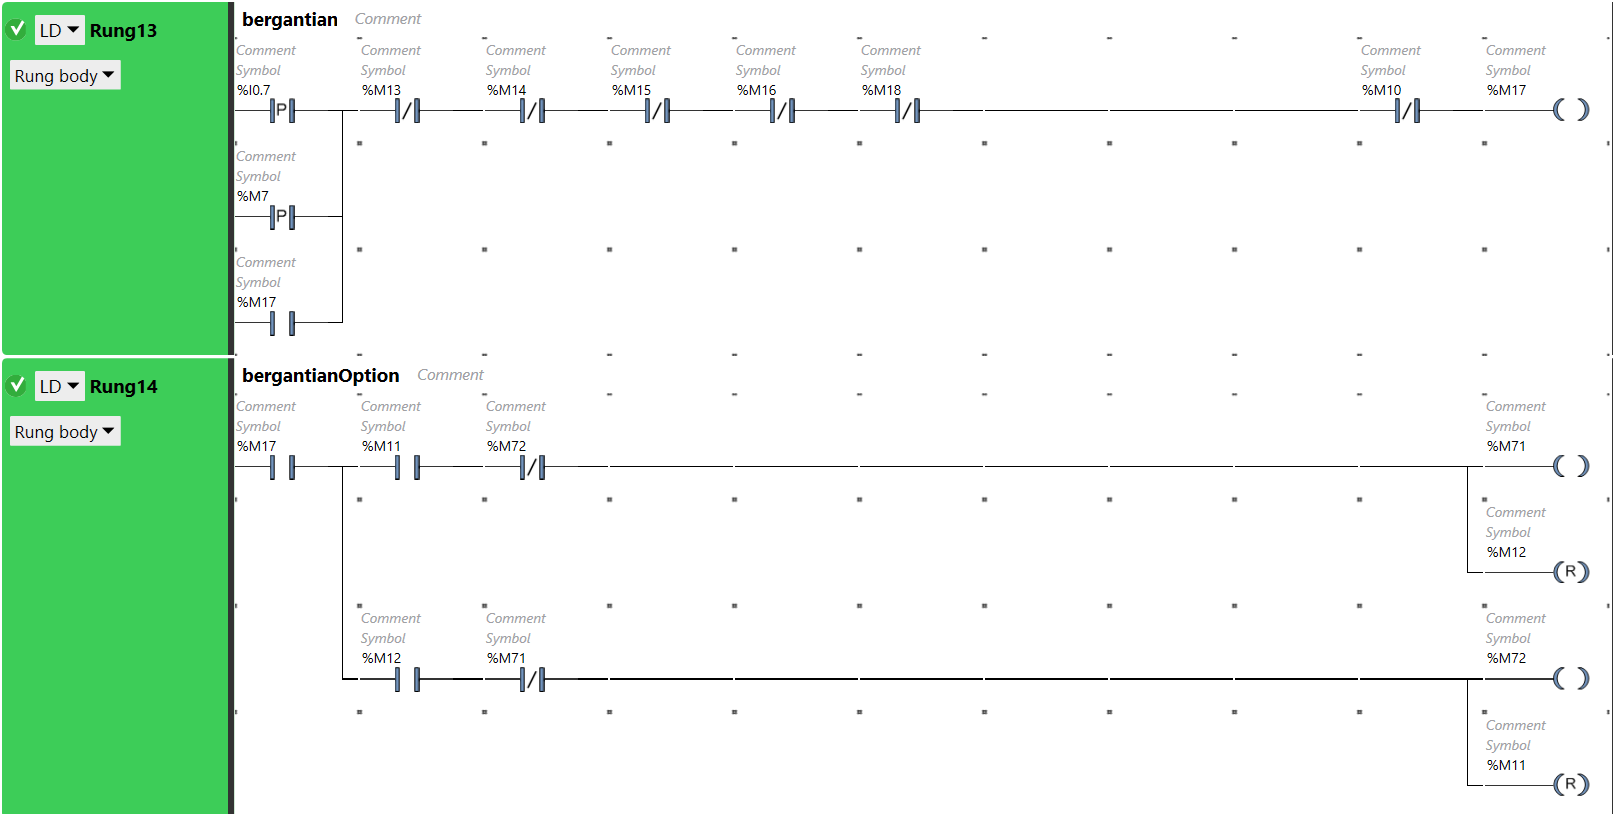 LD Rung13
Rung body
bergantian Comment
Comment Comment Comment Comment Comment Comment Comment Comment
Symbol Symbol Symbol Symbol Symbol Symbol Symbol Symbol
%I0.7 %M13 %M14 %M15 %M16 %M18 %M10 %M17
P
Comment
Symbol
%M7
P
Comment
Symbol
%M17
LD Rung14
Rung body
bergantianOption Comment
Comment Comment Comment Comment
Symbol Symbol Symbol Symbol
%M17 %M11 %M72 %M71
Comment
Symbol
%M12
R
Comment Comment Comment
Symbol Symbol Symbol
%M12 %M71 %M72
Comment
Symbol
%M11
R